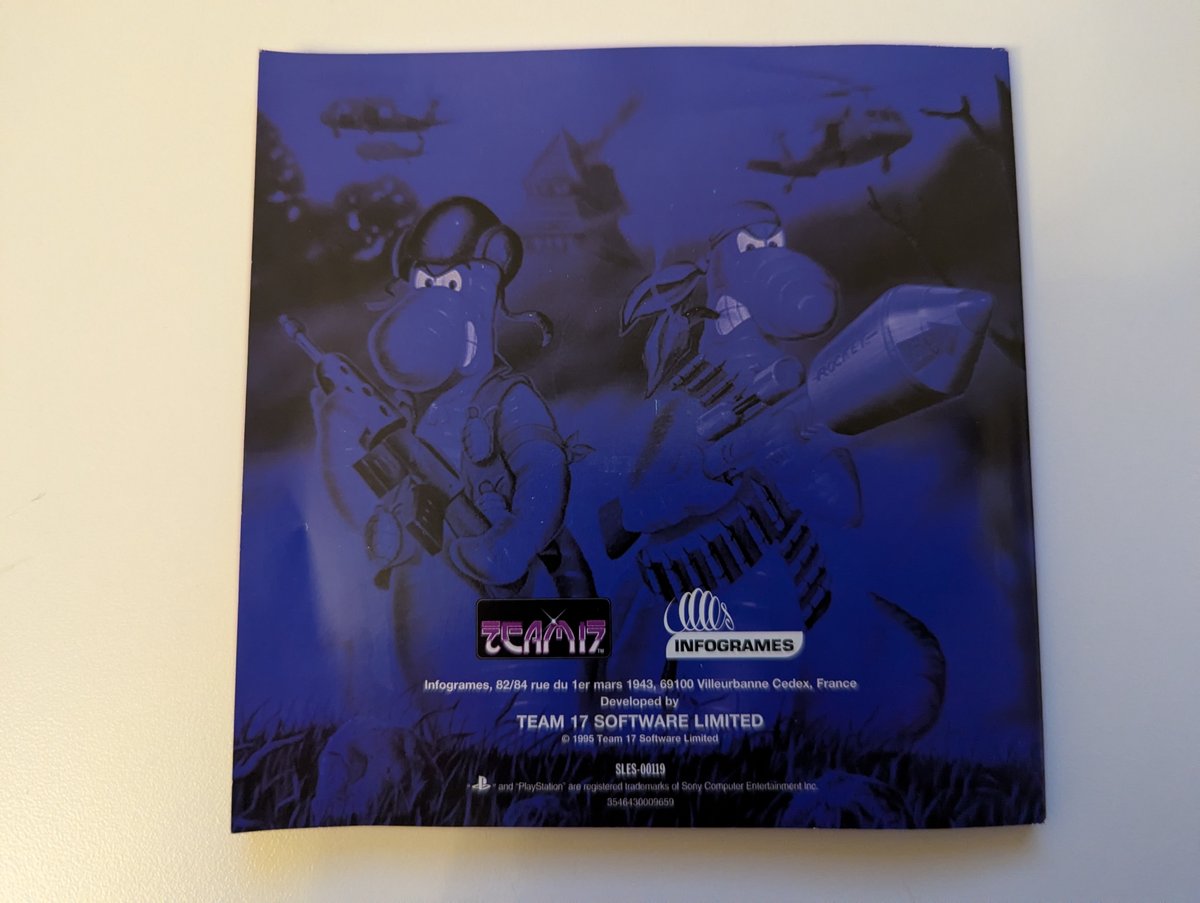 ROCKET
TEAM17™
INFOGRAMES
Infogrames, 82/84 rue du 1er mars 1943, 69100 Villeurbanne Cedex, France
Developed by
TEAM 17 SOFTWARE LIMITED
© 1995 Team 17 Software Limited
SLES-00119
and "PlayStation" are registered trademarks of Sony Computer Entertainment Inc.
3546430009659